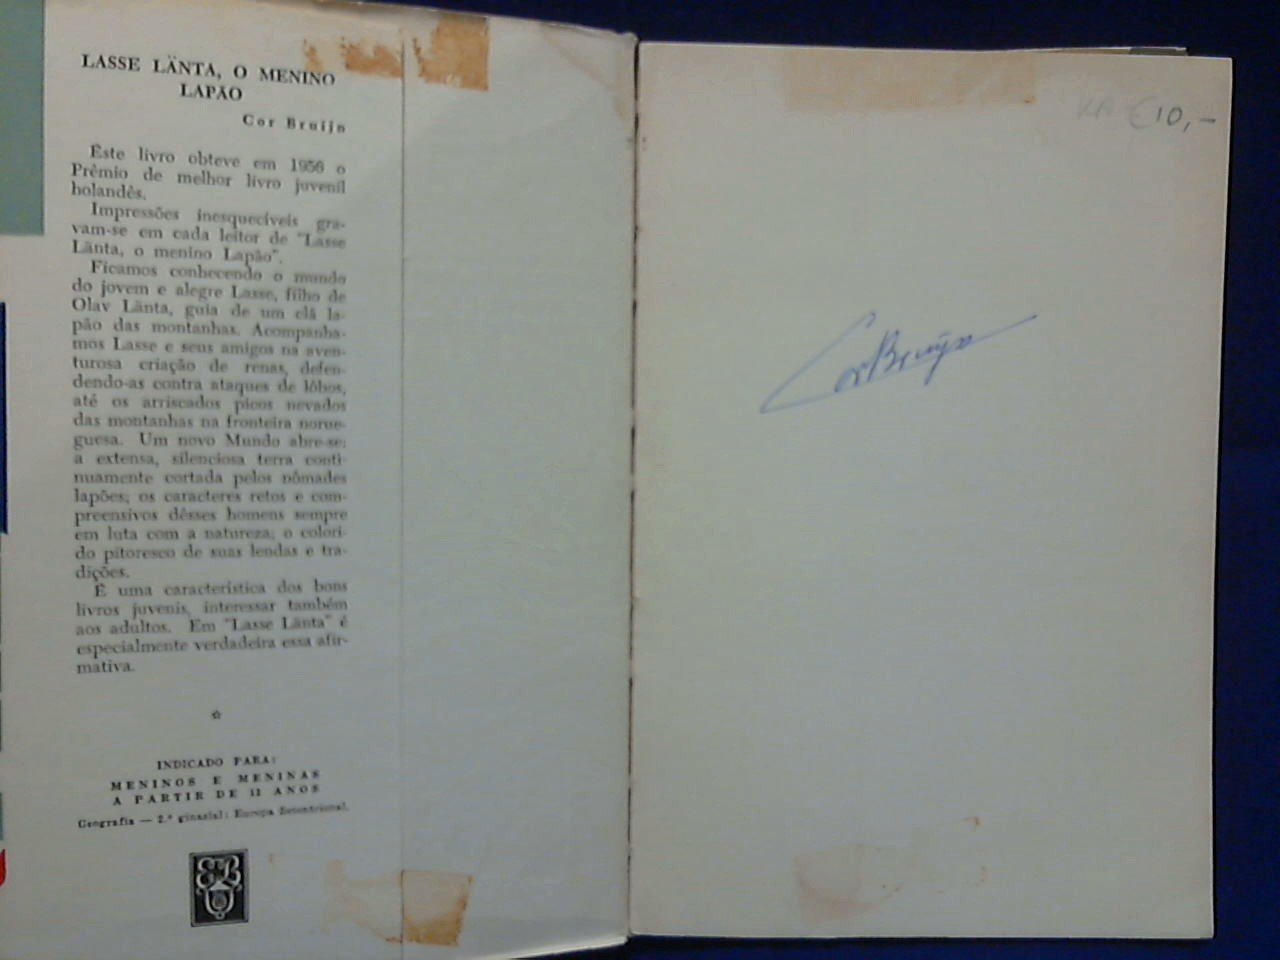 LASSE LÄNTA, O MENINO
LAPÃO
Cor Bruijn
Êste livro obteve em 1956 o
Prêmio de melhor livro juvenil
holandês.
Impressões inesquecíveis gra-
vam-se em cada leitor de "Lasse
Länta, o menino Lapão".
Ficamos conhecendo o mundo
do jovem e alegre Lasse, filho de
Olav Länta, guia de um clã la-
pão das montanhas. Acompanha-
mos Lasse e seus amigos na aven-
turosa criação de renas, defen-
dendo-as contra ataques de lôbos,
até os arriscados picos nevados
das montanhas na fronteira norue-
guesa. Um novo Mundo abre-se:
a extensa, silenciosa terra conti-
nuamente cortada pelos nômades
lapões; os caracteres retos e com-
preensivos dêsses homens sempre
em luta com a natureza; o colori-
do pitoresco de suas lendas e tra-
dições.
É uma característica dos bons
livros juvenis, interessar também
aos adultos. Em "Lasse Länta" é
especialmente verdadeira essa afir-
mativa.
INDICADO PARA:
MENINOS E MENINAS
A PARTIR DE 11 ANOS
Geografia — 2.º ginasial: Europa Setentrional.
€10,-
Cor Bruijn